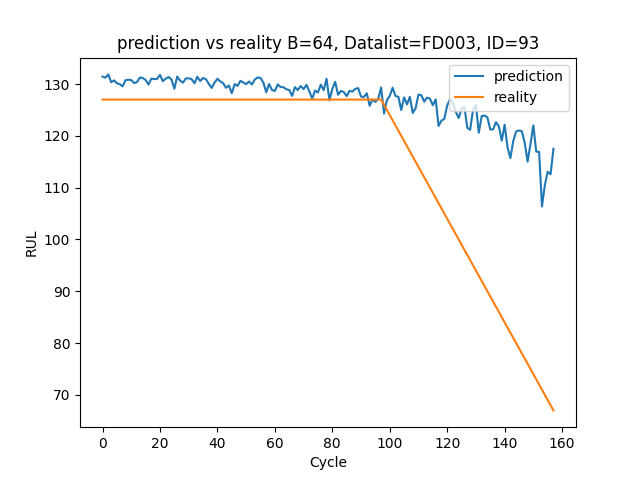 prediction vs reality B=64, Datalist=FD003, ID=93
prediction
reality
130
120
110
100
90
80
70
RUL
0 20 40 60 80 100 120 140 160
Cycle